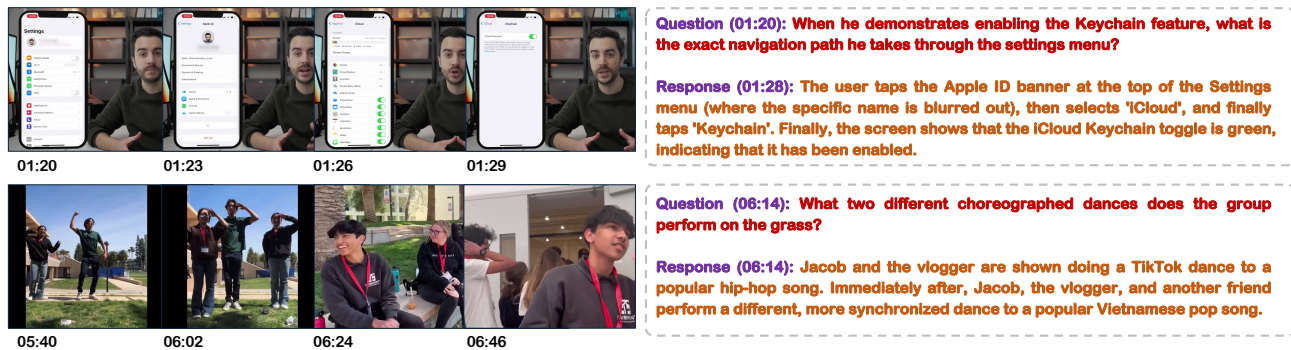 Settings
Apple ID
iCloud
Keychain
01:20
01:23
01:26
01:29
Question (01:20): When he demonstrates enabling the Keychain feature, what is
the exact navigation path he takes through the settings menu?
Response (01:28): The user taps the Apple ID banner at the top of the Settings
menu (where the specific name is blurred out), then selects 'iCloud', and finally
taps 'Keychain'. Finally, the screen shows that the iCloud Keychain toggle is green,
indicating that it has been enabled.
05:40
06:02
06:24
06:46
Question (06:14): What two different choreographed dances does the group
perform on the grass?
Response (06:14): Jacob and the vlogger are shown doing a TikTok dance to a
popular hip-hop song. Immediately after, Jacob, the vlogger, and another friend
perform a different, more synchronized dance to a popular Vietnamese pop song.